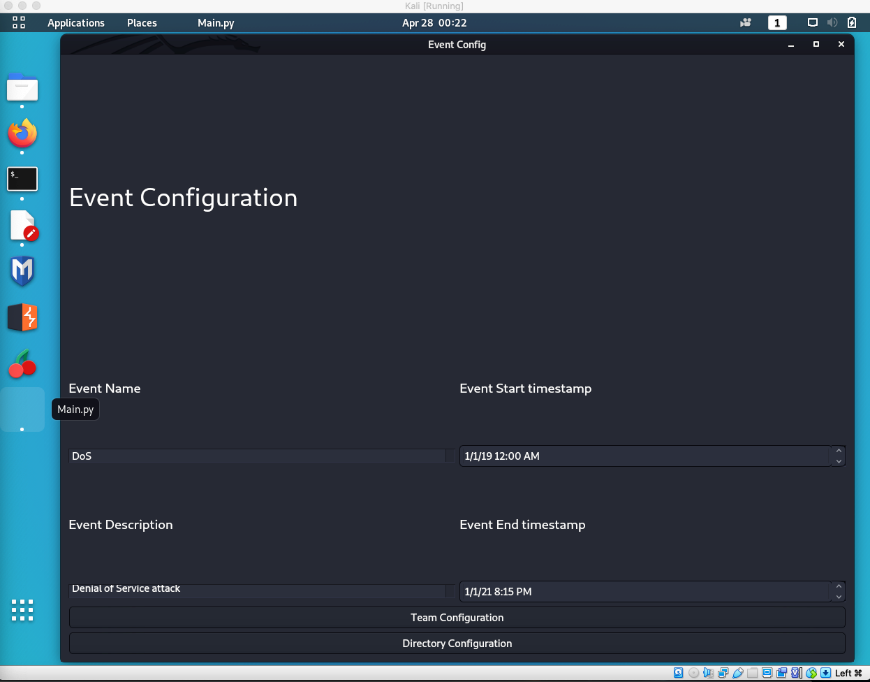 Kali [Running]
Applications Places Main.py Apr 28 00:22 1
Event Config
Event Configuration
Event Name Event Start timestamp
Main.py
DoS 1/1/19 12:00 AM
Event Description Event End timestamp
Denial of Service attack 1/1/21 8:15 PM
Team Configuration
Directory Configuration
Left ⌘